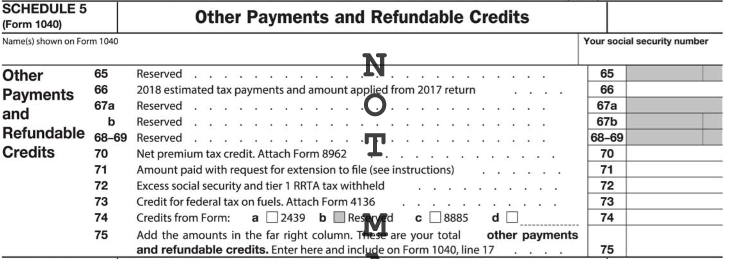 SCHEDULE 5
(Form 1040)
Other Payments and Refundable Credits
Name(s) shown on Form 1040
Your social security number
Other Payments and Refundable Credits
65 Reserved . . . . . . . . . . . . . . . . . . . . 65
66 2018 estimated tax payments and amount applied from 2017 return . . . . 66
67a Reserved . . . . . . . . . . . . . . . . . . . . 67a
b Reserved . . . . . . . . . . . . . . . . . . . . 67b
68–69 Reserved . . . . . . . . . . . . . . . . . . . . 68–69
70 Net premium tax credit. Attach Form 8962 . . . . . . . . . . 70
71 Amount paid with request for extension to file (see instructions) . . . . . 71
72 Excess social security and tier 1 RRTA tax withheld . . . . . . . . 72
73 Credit for federal tax on fuels. Attach Form 4136 . . . . . . . . 73
74 Credits from Form: a 2439 b Reserved c 8885 d 74
75 Add the amounts in the far right column. These are your total other payments
and refundable credits. Enter here and include on Form 1040, line 17 . . . . 75
N
O
T
M